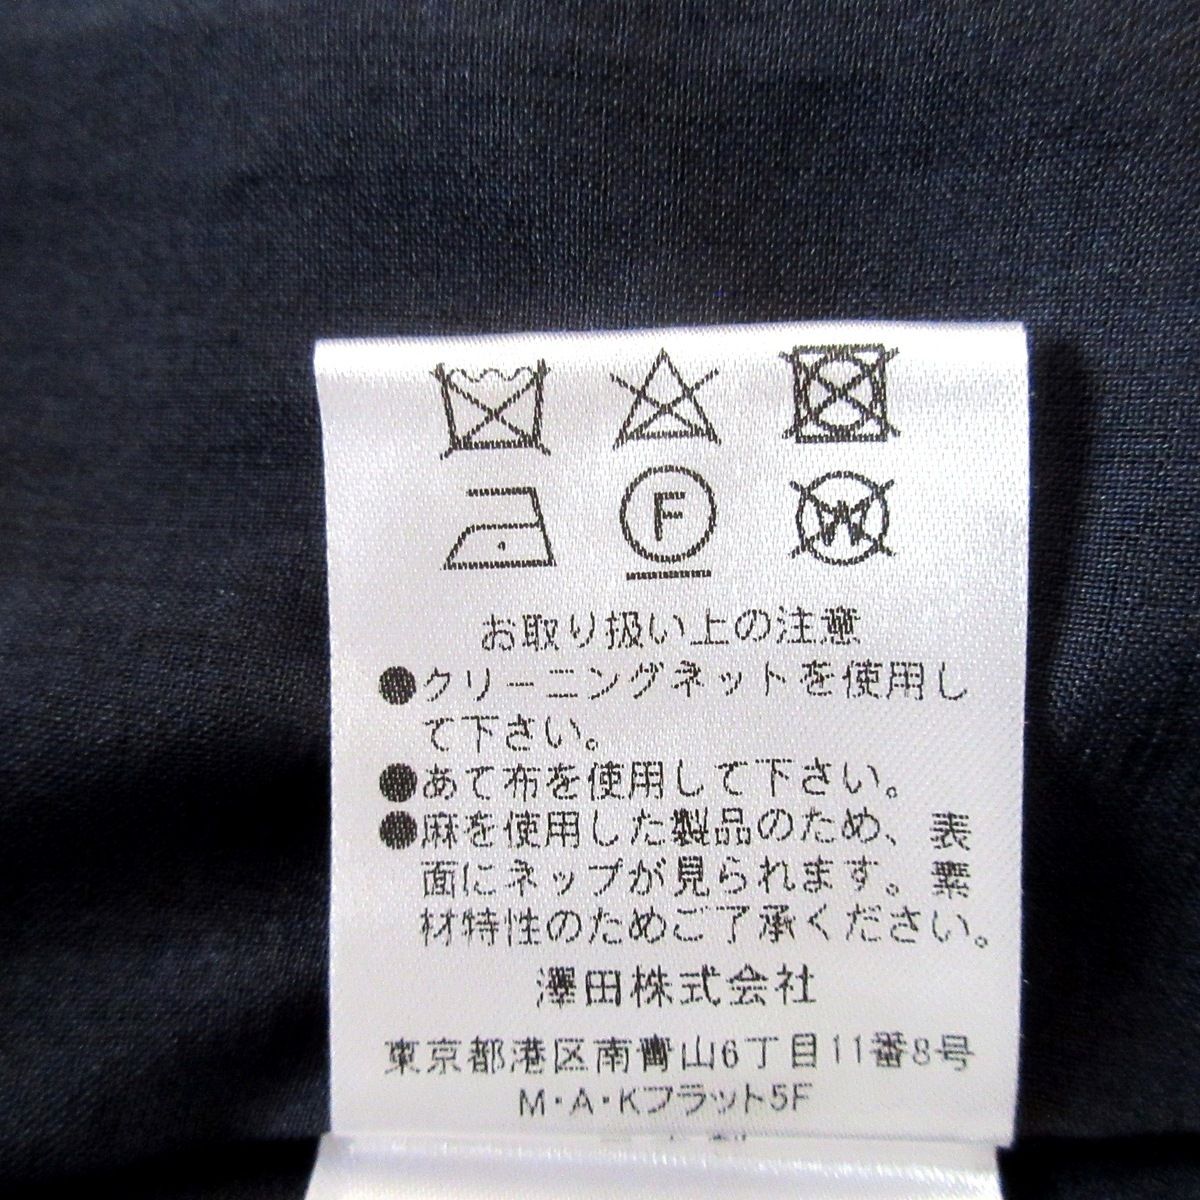 F
W
お取り扱い上の注意
●クリーニングネットを使用し
て下さい。
●あて布を使用して下さい。
●麻を使用した製品のため、表
面にネップが見られます。素
材特性のためご了承ください。
澤田株式会社
東京都港区南青山6丁目11番8号
M・A・Kフラット5F